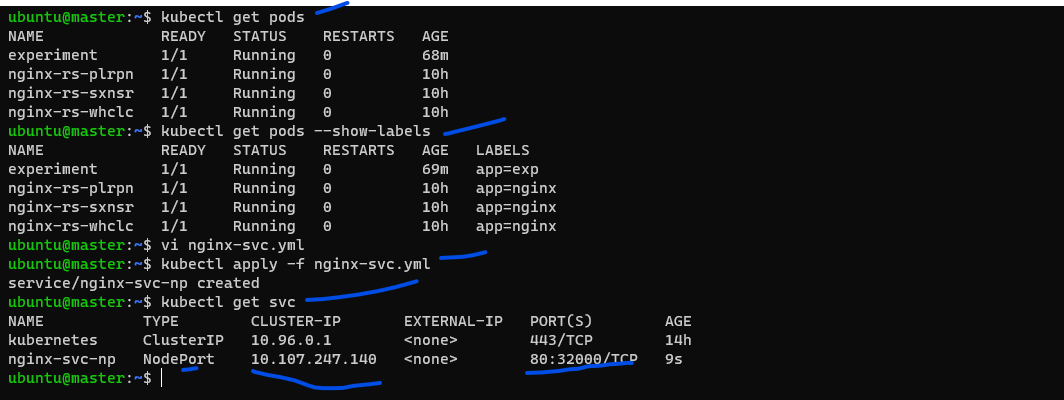 ubuntu@master:~$ kubectl get pods
NAME READY STATUS RESTARTS AGE
experiment 1/1 Running 0 68m
nginx-rs-plrpn 1/1 Running 0 10h
nginx-rs-sxnsr 1/1 Running 0 10h
nginx-rs-whclc 1/1 Running 0 10h
ubuntu@master:~$ kubectl get pods --show-labels
NAME READY STATUS RESTARTS AGE LABELS
experiment 1/1 Running 0 69m app=exp
nginx-rs-plrpn 1/1 Running 0 10h app=nginx
nginx-rs-sxnsr 1/1 Running 0 10h app=nginx
nginx-rs-whclc 1/1 Running 0 10h app=nginx
ubuntu@master:~$ vi nginx-svc.yml
ubuntu@master:~$ kubectl apply -f nginx-svc.yml
service/nginx-svc-np created
ubuntu@master:~$ kubectl get svc
NAME TYPE CLUSTER-IP EXTERNAL-IP PORT(S) AGE
kubernetes ClusterIP 10.96.0.1 <none> 443/TCP 14h
nginx-svc-np NodePort 10.107.247.140 <none> 80:32000/TCP 9s
ubuntu@master:~$